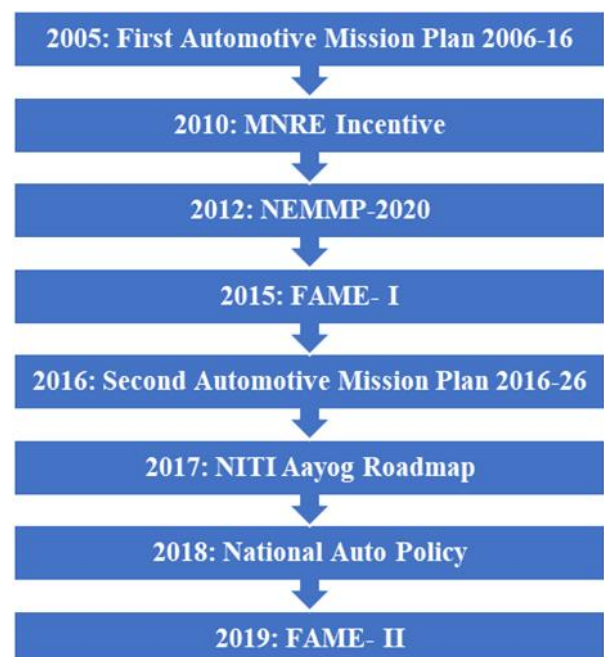 2005: First Automotive Mission Plan 2006-16
2010: MNRE Incentive
2012: NEMMP-2020
2015: FAME- I
2016: Second Automotive Mission Plan 2016-26
2017: NITI Aayog Roadmap
2018: National Auto Policy
2019: FAME- II